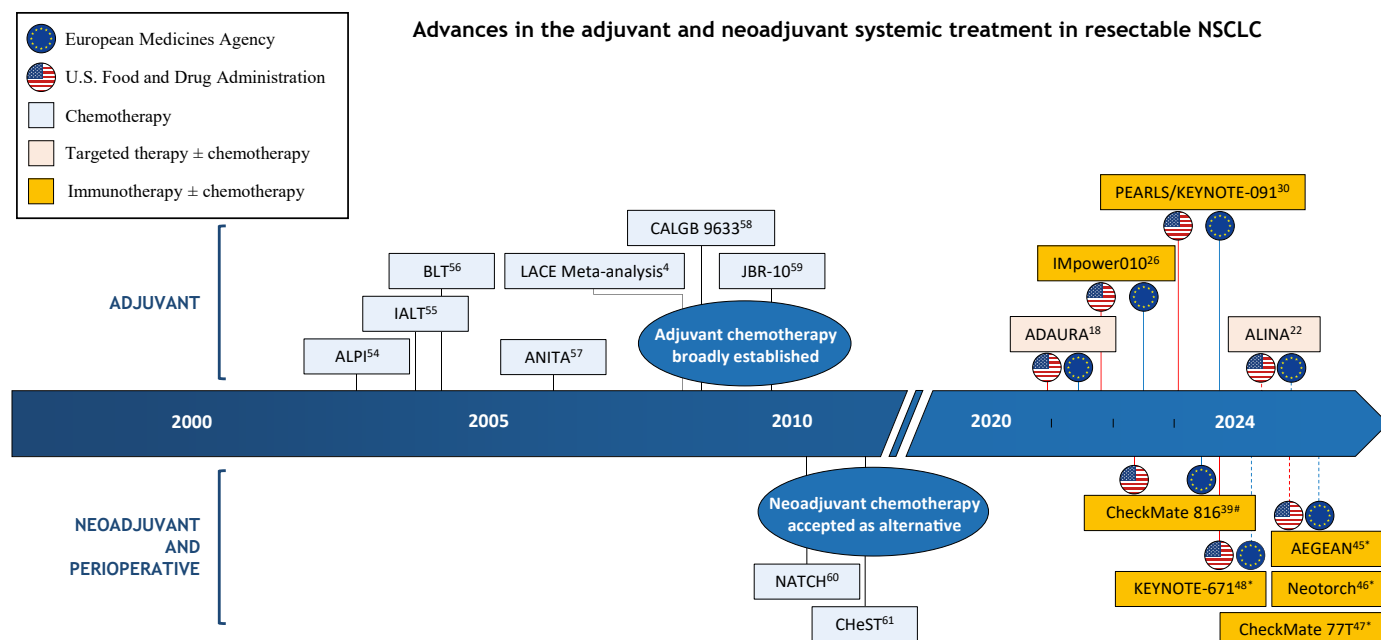 Advances in the adjuvant and neoadjuvant systemic treatment in resectable NSCLC
European Medicines Agency
U.S. Food and Drug Administration
Chemotherapy
Targeted therapy ± chemotherapy
Immunotherapy ± chemotherapy
PEARLS/KEYNOTE-091³⁰
CALGB 9633⁵⁸
BLT⁵⁶
LACE Meta-analysis⁴
JBR-10⁵⁹
IMpower010²⁶
ADJUVANT
IALT⁵⁵
ALPI⁵⁴
ANITA⁵⁷
Adjuvant chemotherapy
broadly established
ADAURA¹⁸
ALINA²²
2000
2005
2010
2020
2024
NEOADJUVANT
AND
PERIOPERATIVE
Neoadjuvant chemotherapy
accepted as alternative
CheckMate 816³⁹#
AEGEAN⁴⁵*
NATCH⁶⁰
KEYNOTE-671⁴⁸*
Neotorch⁴⁶*
CHeST⁶¹
CheckMate 77T⁴⁷*